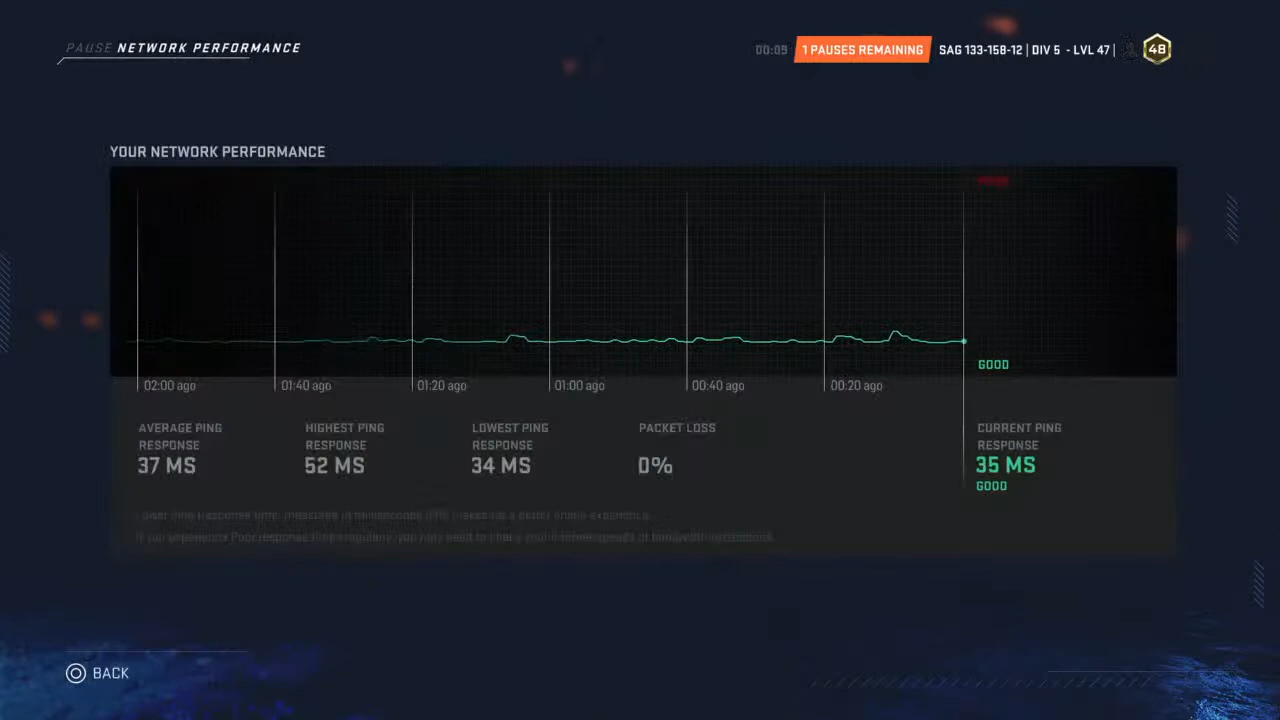 PAUSE NETWORK PERFORMANCE
00:09 1 PAUSES REMAINING SAG 133-158-12 | DIV 5 - LVL 47 | 48
YOUR NETWORK PERFORMANCE
GOOD
02:00 ago 01:40 ago 01:20 ago 01:00 ago 00:40 ago 00:20 ago
AVERAGE PING RESPONSE
37 MS
HIGHEST PING RESPONSE
52 MS
LOWEST PING RESPONSE
34 MS
PACKET LOSS
0%
CURRENT PING RESPONSE
35 MS
GOOD
BACK